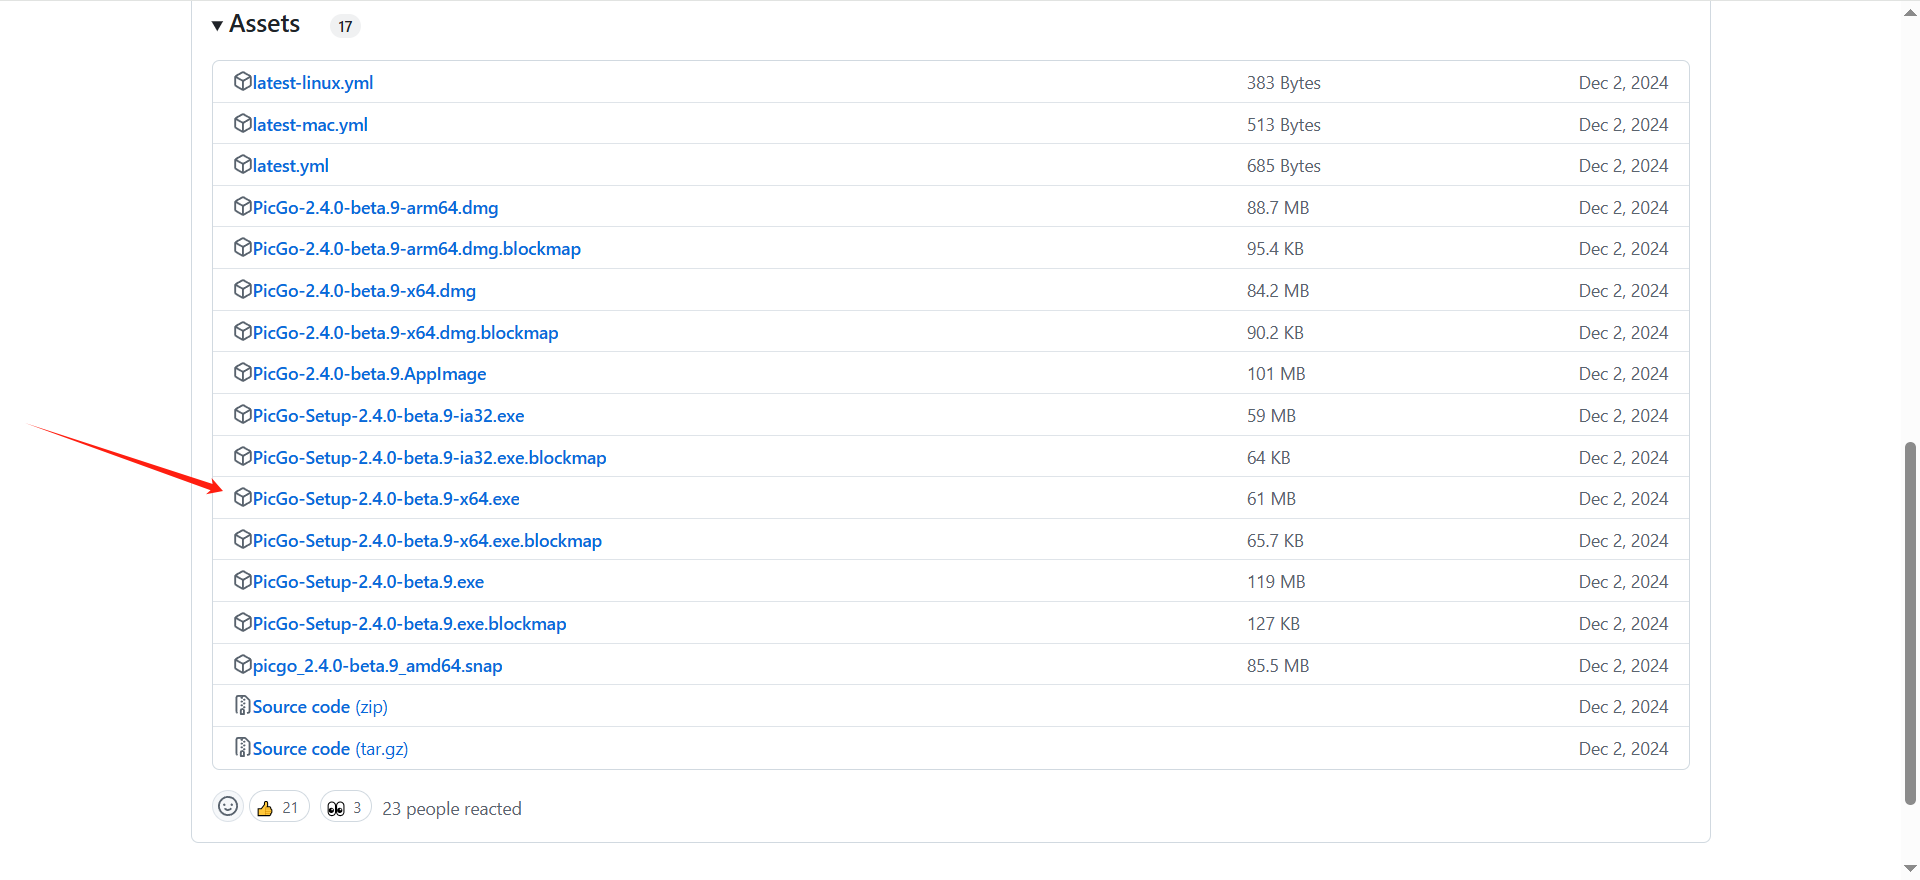 Assets 17
latest-linux.yml 383 Bytes Dec 2, 2024
latest-mac.yml 513 Bytes Dec 2, 2024
latest.yml 685 Bytes Dec 2, 2024
PicGo-2.4.0-beta.9-arm64.dmg 88.7 MB Dec 2, 2024
PicGo-2.4.0-beta.9-arm64.dmg.blockmap 95.4 KB Dec 2, 2024
PicGo-2.4.0-beta.9-x64.dmg 84.2 MB Dec 2, 2024
PicGo-2.4.0-beta.9-x64.dmg.blockmap 90.2 KB Dec 2, 2024
PicGo-2.4.0-beta.9.AppImage 101 MB Dec 2, 2024
PicGo-Setup-2.4.0-beta.9-ia32.exe 59 MB Dec 2, 2024
PicGo-Setup-2.4.0-beta.9-ia32.exe.blockmap 64 KB Dec 2, 2024
PicGo-Setup-2.4.0-beta.9-x64.exe 61 MB Dec 2, 2024
PicGo-Setup-2.4.0-beta.9-x64.exe.blockmap 65.7 KB Dec 2, 2024
PicGo-Setup-2.4.0-beta.9.exe 119 MB Dec 2, 2024
PicGo-Setup-2.4.0-beta.9.exe.blockmap 127 KB Dec 2, 2024
picgo_2.4.0-beta.9_amd64.snap 85.5 MB Dec 2, 2024
Source code (zip) Dec 2, 2024
Source code (tar.gz) Dec 2, 2024
👍 21 👀 3 23 people reacted